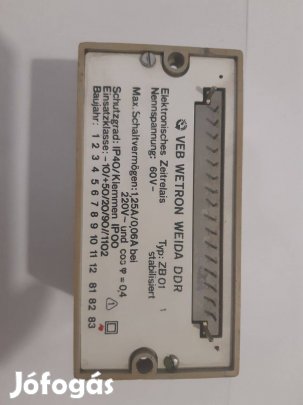 VEB WETRON WEIDA DDR
Elektronisches Zeitrelais Typ: ZB 01
Nennspannung: 60V~ stabilisiert
Max. Schaltvermögen: 1,25A/0,06A bei
220V~ und cos φ = 0,4
Schutzgrad: IP40/Klemmen IP00
Einsatzklasse: -10/+50/20/90//1102
Baujahr: 1 2 3 4 5 6 7 8 9 10 11 12 81 82 83
Jófogás